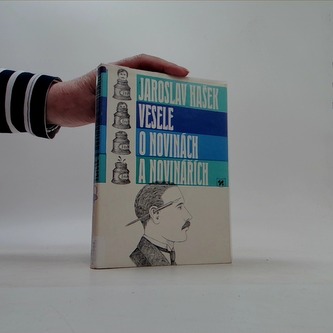 JAROSLAV HAŠEK
VESELE
O NOVINÁCH
A NOVINÁŘÍCH